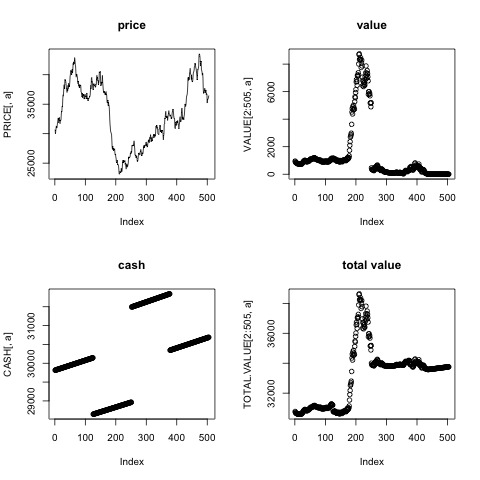 price
PRICE[, a]
25000
35000
0
100
200
300
400
500
Index
value
VALUE[2:505, a]
0
2000
6000
0
100
200
300
400
500
Index
cash
CASH[, a]
29000
30000
31000
0
100
200
300
400
500
Index
total value
TOTAL.VALUE[2:505, a]
32000
36000
0
100
200
300
400
500
Index